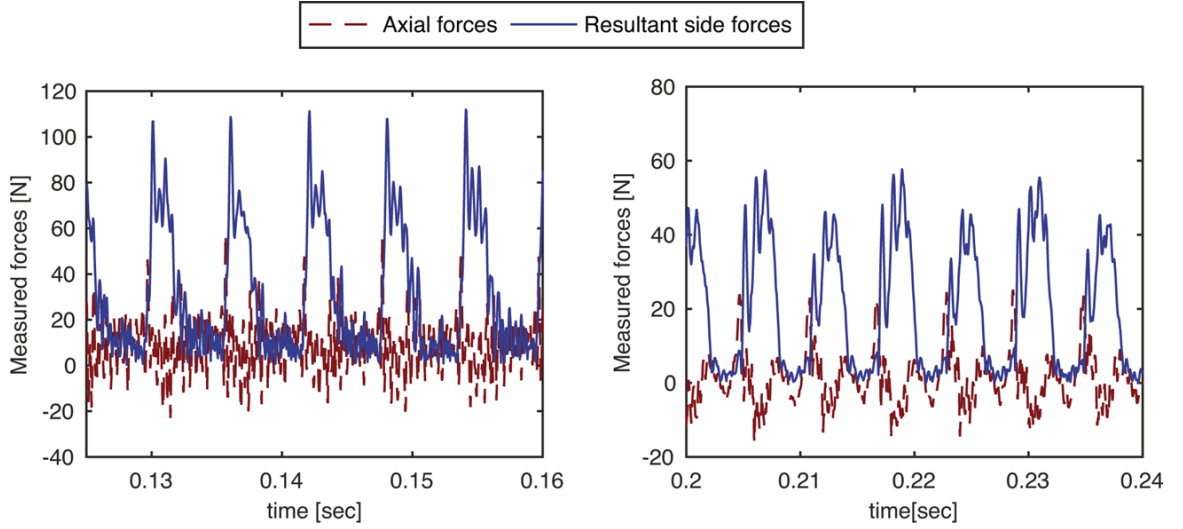 Axial forces Resultant side forces
120
100
80
60
40
20
0
-20
-40
Measured forces [N]
0.13 0.14 0.15 0.16
time [sec]
80
60
40
20
0
-20
Measured forces [N]
0.2 0.21 0.22 0.23 0.24
time[sec]